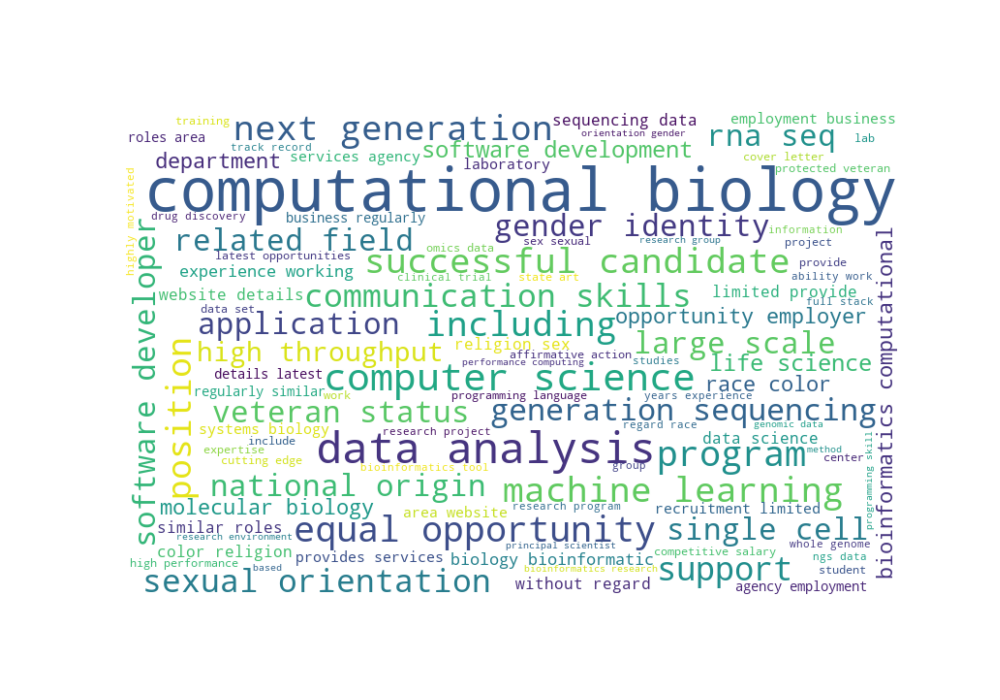 training
next generation
sequencing data
employment business
roles area
track record
orientation gender
rna seq
lab
department
services agency
software development
laboratory
cover letter
protected veteran
highly motivated
computational biology
drug discovery
business regularly
gender identity
information
software developer
related field
omics data
sex sexual
research group
project
latest opportunities
successful candidate
provide
experience working
clinical trial
state art
ability work
website details
communication skills
limited provide
full stack
data set
application
including
opportunity employer
bioinformatics computational
position
high throughput
religion sex
affirmative action
studies
large scale
life science
performance computing
details latest
computer science
race color
regularly similar
work
programming language
years experience
veteran status
generation sequencing
systems biology
research project
regard race
data science
genomic data
include
data analysis
program
method
expertise
cutting edge
bioinformatics tool
group
center
programming skill
national origin
machine learning
molecular biology
area website
research program
recruitment limited
similar roles
equal opportunity
single cell
research environment
principal scientist
whole genome
color religion
provides services
biology bioinformatic
competitive salary
ngs data
high performance
based
bioinformatics research
support
student
sexual orientation
without regard
agency employment